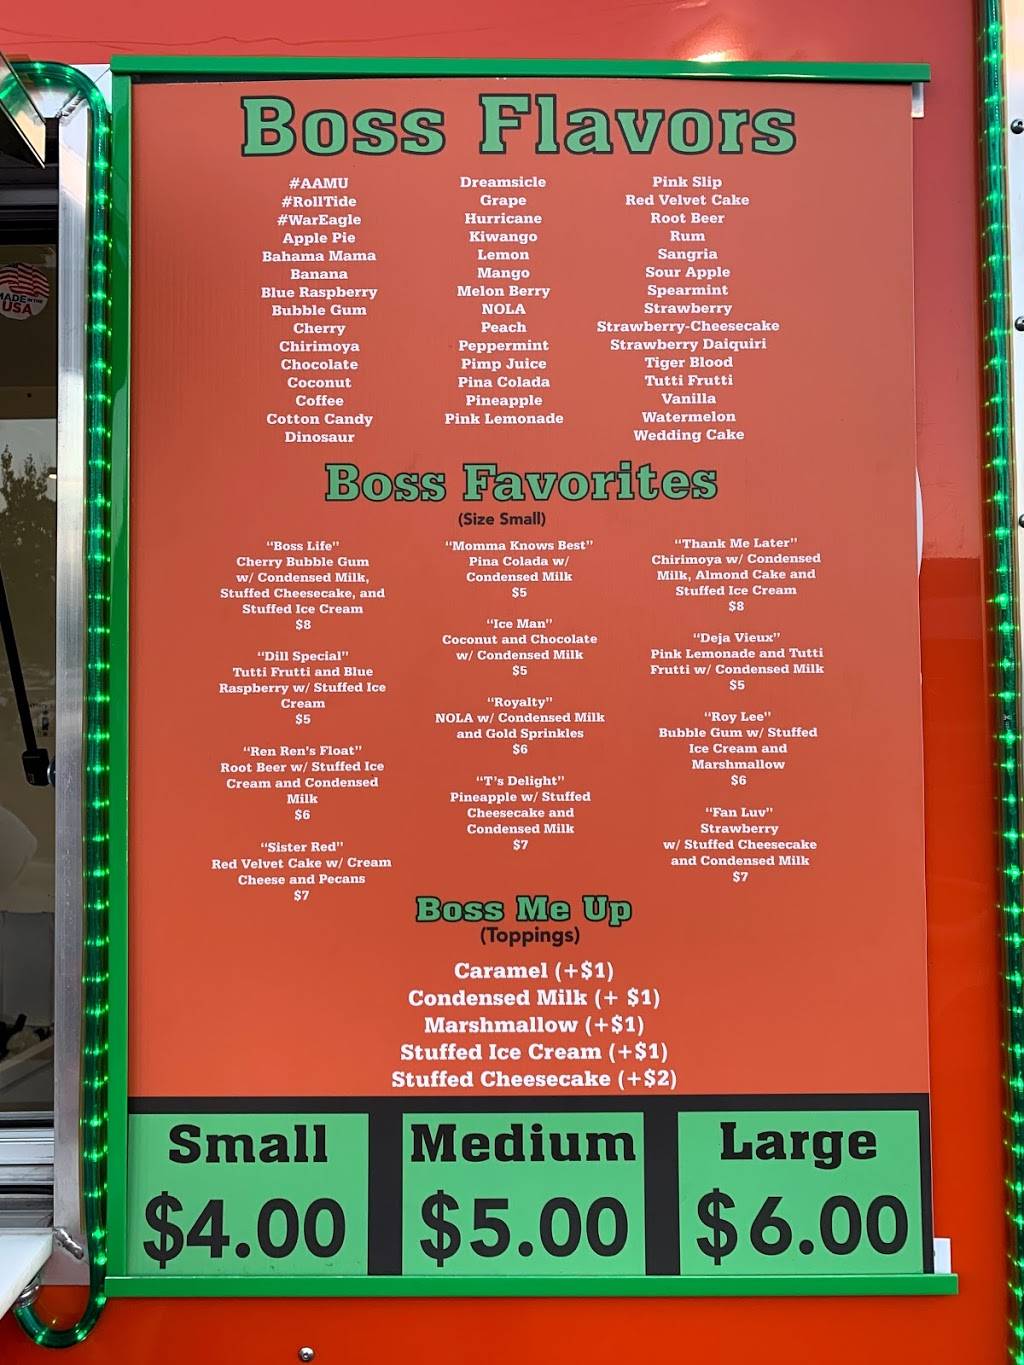 Boss Flavors
#AAMU
#RollTide
#WarEagle
Apple Pie
Bahama Mama
Banana
Blue Raspberry
Bubble Gum
Cherry
Chirimoya
Chocolate
Coconut
Coffee
Cotton Candy
Dinosaur
Dreamsicle
Grape
Hurricane
Kiwango
Lemon
Mango
Melon Berry
NOLA
Peach
Peppermint
Pimp Juice
Pina Colada
Pineapple
Pink Lemonade
Pink Slip
Red Velvet Cake
Root Beer
Rum
Sangria
Sour Apple
Spearmint
Strawberry
Strawberry-Cheesecake
Strawberry Daiquiri
Tiger Blood
Tutti Frutti
Vanilla
Watermelon
Wedding Cake
Boss Favorites
(Size Small)
"Boss Life"
Cherry Bubble Gum
w/ Condensed Milk,
Stuffed Cheesecake, and
Stuffed Ice Cream
$8
"Dill Special"
Tutti Frutti and Blue
Raspberry w/ Stuffed Ice
Cream
$5
"Ren Ren's Float"
Root Beer w/ Stuffed Ice
Cream and Condensed
Milk
$6
"Sister Red"
Red Velvet Cake w/ Cream
Cheese and Pecans
$7
"Momma Knows Best"
Pina Colada w/
Condensed Milk
$5
"Ice Man"
Coconut and Chocolate
w/ Condensed Milk
$5
"Royalty"
NOLA w/ Condensed Milk
and Gold Sprinkles
$6
"T's Delight"
Pineapple w/ Stuffed
Cheesecake and
Condensed Milk
$7
"Thank Me Later"
Chirimoya w/ Condensed
Milk, Almond Cake and
Stuffed Ice Cream
$8
"Deja Vieux"
Pink Lemonade and Tutti
Frutti w/ Condensed Milk
$5
"Roy Lee"
Bubble Gum w/ Stuffed
Ice Cream and
Marshmallow
$6
"Fan Luv"
Strawberry
w/ Stuffed Cheesecake
and Condensed Milk
$7
Boss Me Up
(Toppings)
Caramel (+$1)
Condensed Milk (+ $1)
Marshmallow (+$1)
Stuffed Ice Cream (+$1)
Stuffed Cheesecake (+$2)
Small
$4.00
Medium
$5.00
Large
$6.00
MADE IN THE
USA